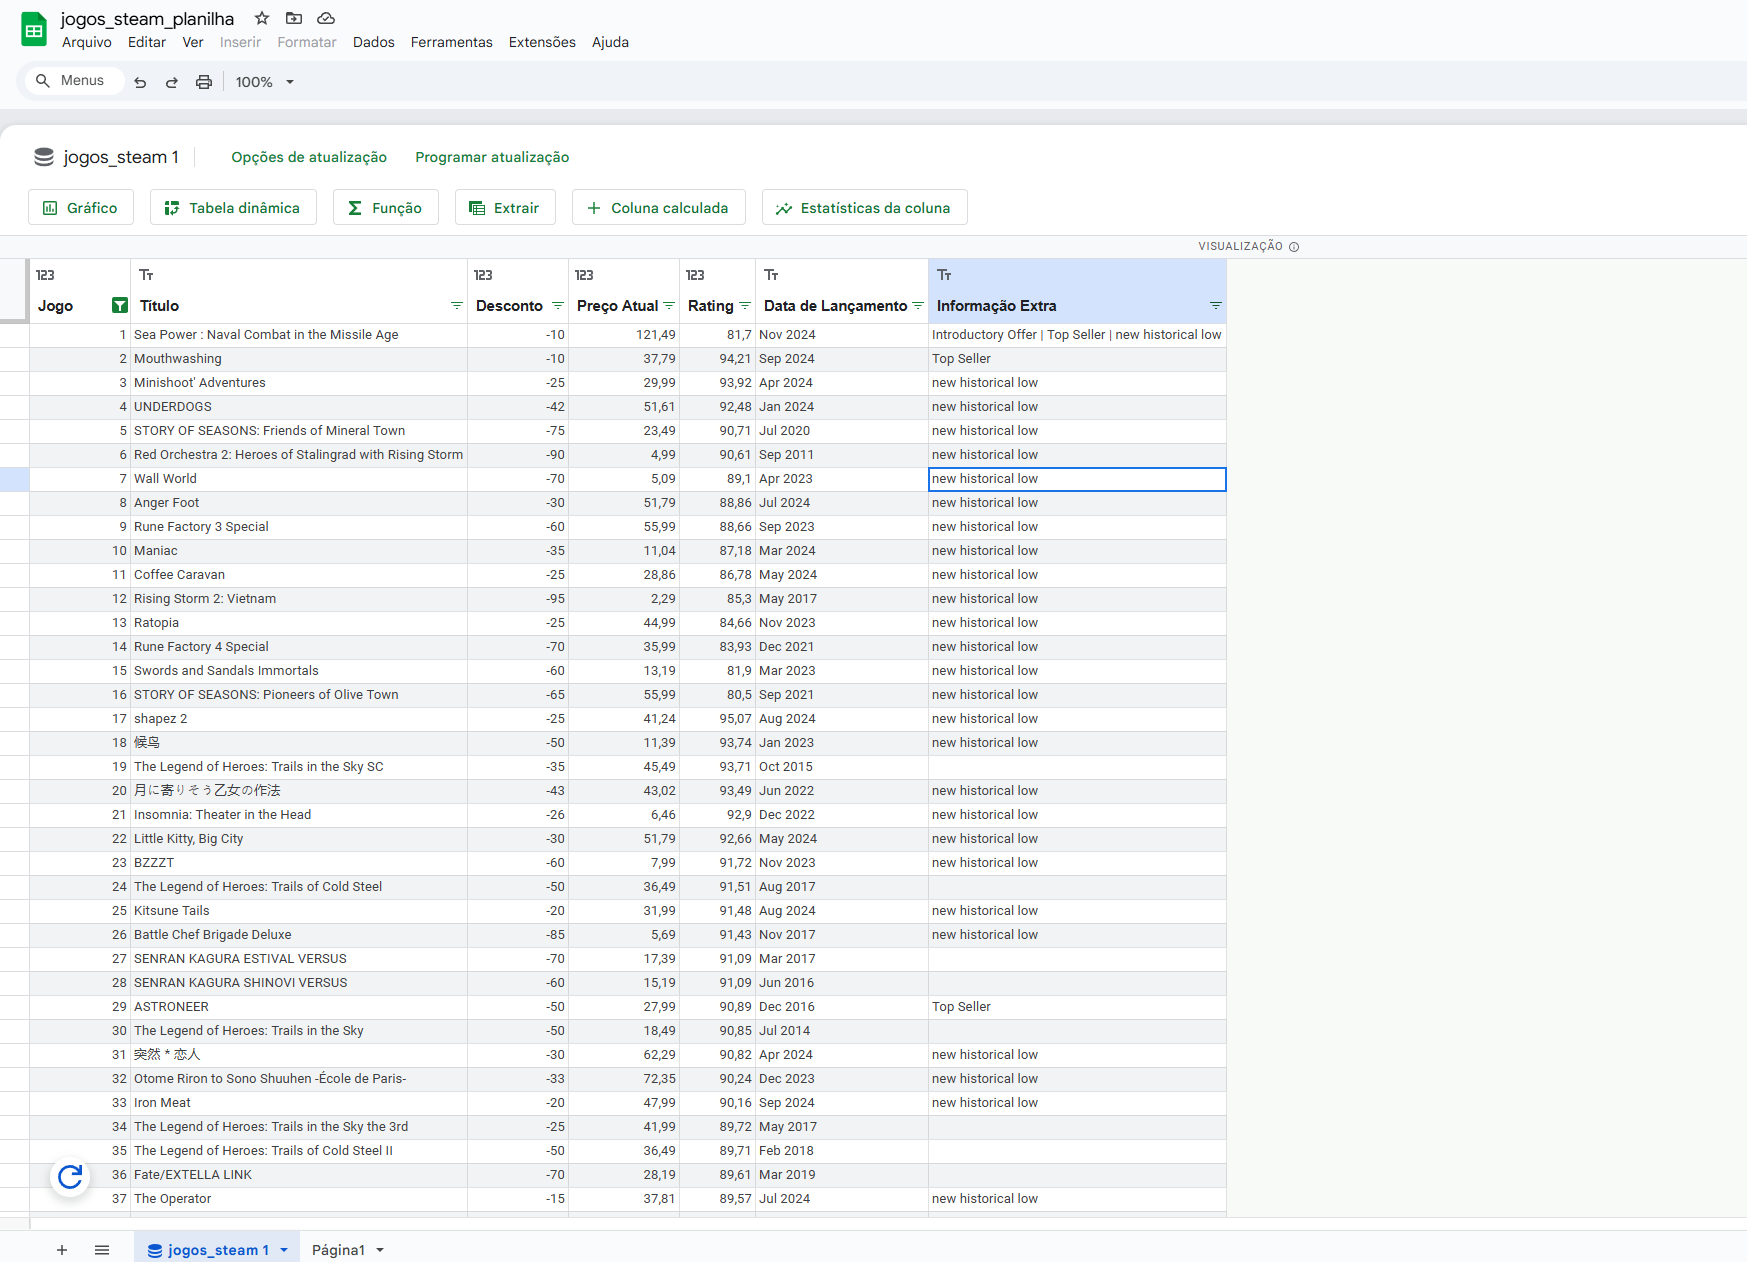 jogos_steam_planilha
Arquivo Editar Ver Inserir Formatar Dados Ferramentas Extensões Ajuda
Menus 100%
jogos_steam 1 Opções de atualização Programar atualização
Gráfico Tabela dinâmica Função Extrair Coluna calculada Estatísticas da coluna
VISUALIZAÇÃO
123 Tт 123 123 123 Tт Tт
Jogo Título Desconto Preço Atual Rating Data de Lançamento Informação Extra
1 Sea Power : Naval Combat in the Missile Age -10 121,49 81,7 Nov 2024 Introductory Offer | Top Seller | new historical low
2 Mouthwashing -10 37,79 94,21 Sep 2024 Top Seller
3 Minishoot' Adventures -25 29,99 93,92 Apr 2024 new historical low
4 UNDERDOGS -42 51,61 92,48 Jan 2024 new historical low
5 STORY OF SEASONS: Friends of Mineral Town -75 23,49 90,71 Jul 2020 new historical low
6 Red Orchestra 2: Heroes of Stalingrad with Rising Storm -90 4,99 90,61 Sep 2011 new historical low
7 Wall World -70 5,09 89,1 Apr 2023 new historical low
8 Anger Foot -30 51,79 88,86 Jul 2024 new historical low
9 Rune Factory 3 Special -60 55,99 88,66 Sep 2023 new historical low
10 Maniac -35 11,04 87,18 Mar 2024 new historical low
11 Coffee Caravan -25 28,86 86,78 May 2024 new historical low
12 Rising Storm 2: Vietnam -95 2,29 85,3 May 2017 new historical low
13 Ratopia -25 44,99 84,66 Nov 2023 new historical low
14 Rune Factory 4 Special -70 35,99 83,93 Dec 2021 new historical low
15 Swords and Sandals Immortals -60 13,19 81,9 Mar 2023 new historical low
16 STORY OF SEASONS: Pioneers of Olive Town -65 55,99 80,5 Sep 2021 new historical low
17 shapez 2 -25 41,24 95,07 Aug 2024 new historical low
18 候鸟 -50 11,39 93,74 Jan 2023 new historical low
19 The Legend of Heroes: Trails in the Sky SC -35 45,49 93,71 Oct 2015
20 月に寄りそう乙女の作法 -43 43,02 93,49 Jun 2022 new historical low
21 Insomnia: Theater in the Head -26 6,46 92,9 Dec 2022 new historical low
22 Little Kitty, Big City -30 51,79 92,66 May 2024 new historical low
23 BZZZT -60 7,99 91,72 Nov 2023 new historical low
24 The Legend of Heroes: Trails of Cold Steel -50 36,49 91,51 Aug 2017
25 Kitsune Tails -20 31,99 91,48 Aug 2024 new historical low
26 Battle Chef Brigade Deluxe -85 5,69 91,43 Nov 2017 new historical low
27 SENRAN KAGURA ESTIVAL VERSUS -70 17,39 91,09 Mar 2017
28 SENRAN KAGURA SHINOVI VERSUS -60 15,19 91,09 Jun 2016
29 ASTRONEER -50 27,99 90,89 Dec 2016 Top Seller
30 The Legend of Heroes: Trails in the Sky -50 18,49 90,85 Jul 2014
31 突然＊恋人 -30 62,29 90,82 Apr 2024 new historical low
32 Otome Riron to Sono Shuuhen -École de Paris- -33 72,35 90,24 Dec 2023 new historical low
33 Iron Meat -20 47,99 90,16 Sep 2024 new historical low
34 The Legend of Heroes: Trails in the Sky the 3rd -25 41,99 89,72 May 2017
35 The Legend of Heroes: Trails of Cold Steel II -50 36,49 89,71 Feb 2018
36 Fate/EXTELLA LINK -70 28,19 89,61 Mar 2019
37 The Operator -15 37,81 89,57 Jul 2024 new historical low
jogos_steam 1 Página1